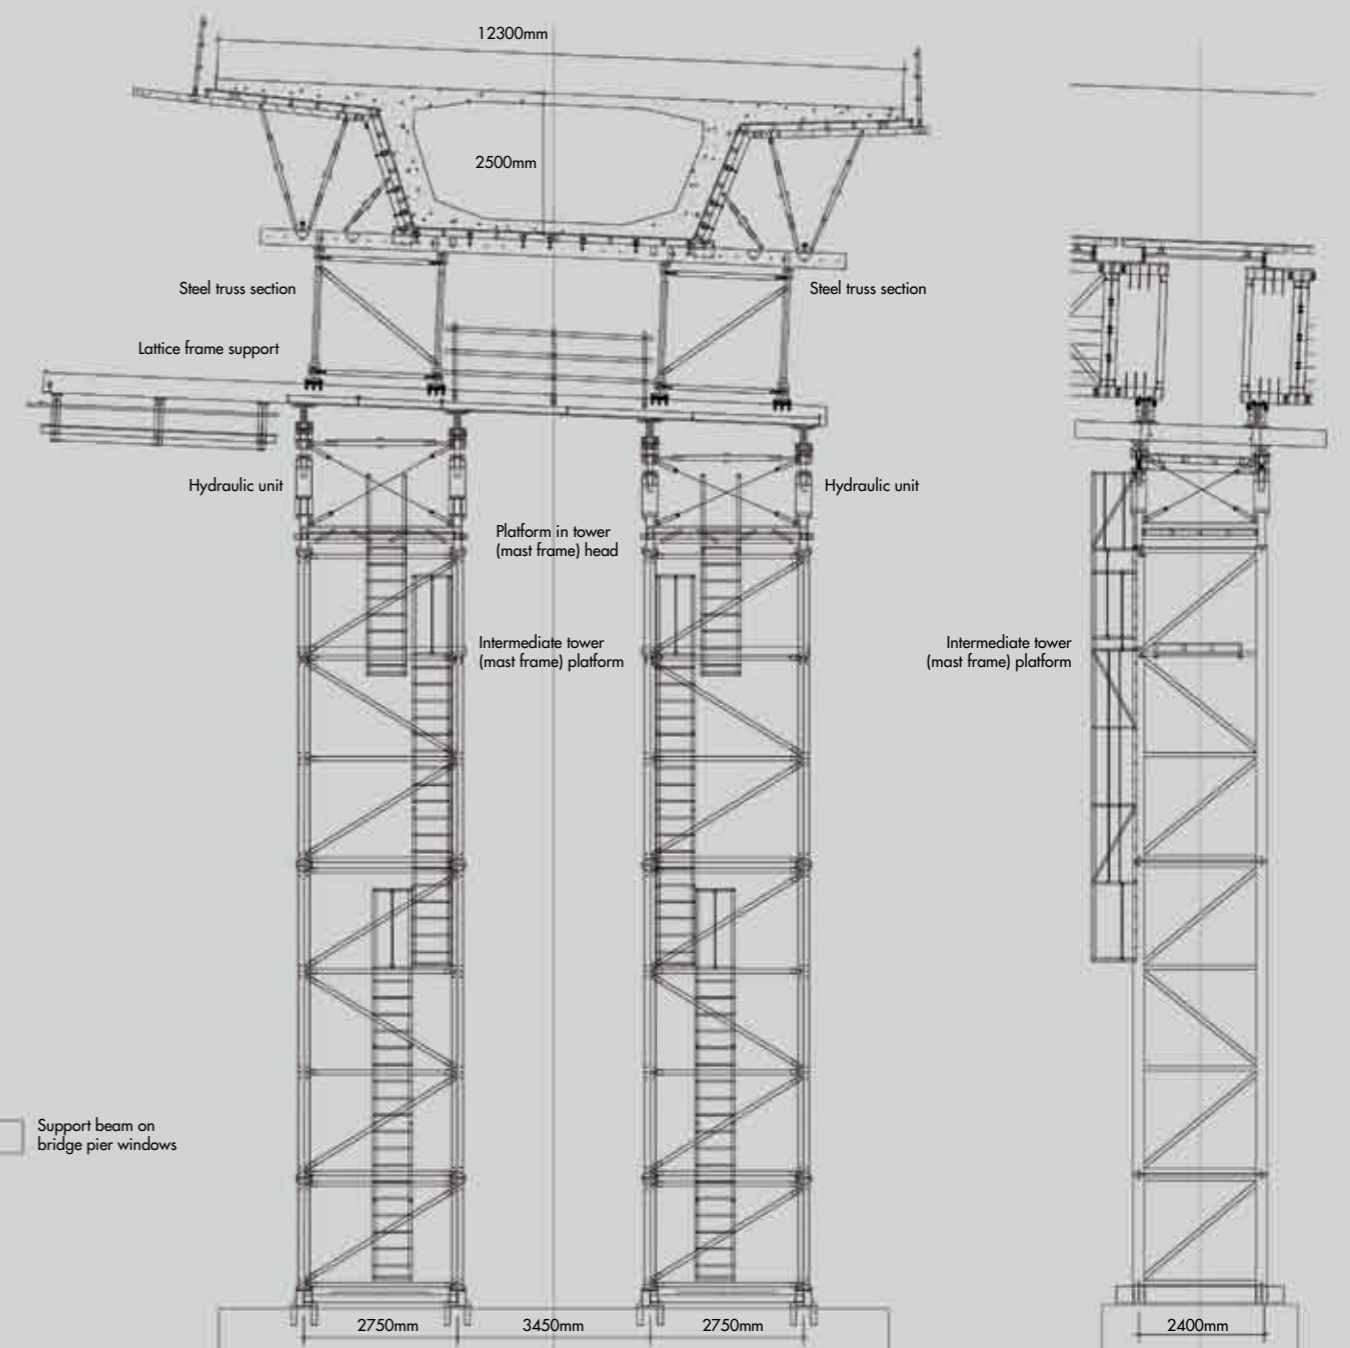 12300mm
2500mm
Steel truss section
Steel truss section
Lattice frame support
Hydraulic unit
Hydraulic unit
Platform in tower
(mast frame) head
Intermediate tower
(mast frame) platform
Intermediate tower
(mast frame) platform
Support beam on
bridge pier windows
2750mm
3450mm
2750mm
2400mm